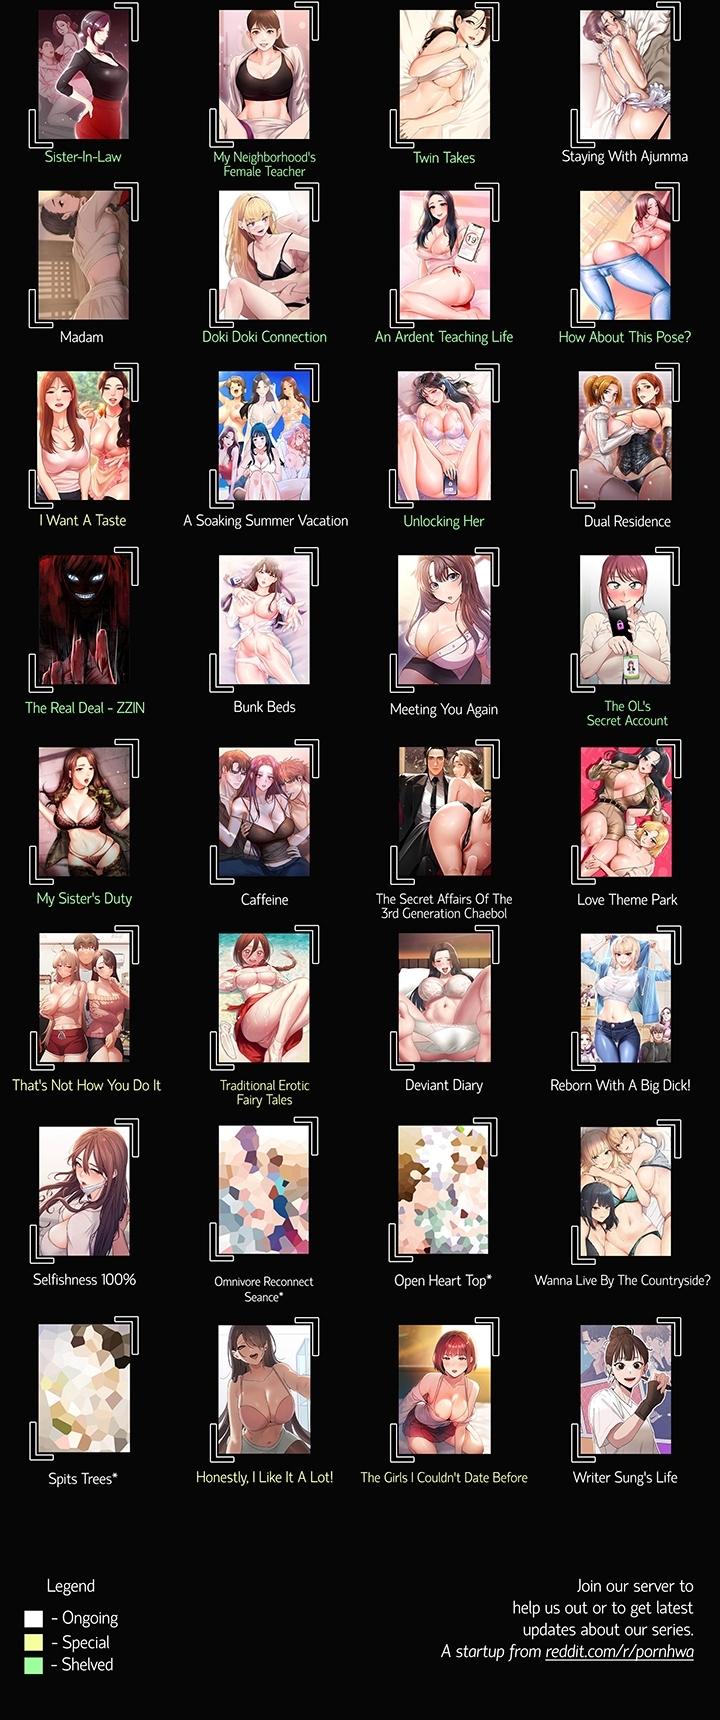 Sister-In-Law
My Neighborhood's
Female Teacher
Twin Takes
Staying With Ajumma
Madam
Doki Doki Connection
19
An Ardent Teaching Life
How About This Pose?
I Want A Taste
A Soaking Summer Vacation
Unlocking Her
Dual Residence
The Real Deal - ZZIN
Bunk Beds
Meeting You Again
The OL's
Secret Account
My Sister's Duty
Caffeine
The Secret Affairs Of The
3rd Generation Chaebol
Love Theme Park
That's Not How You Do It
Traditional Erotic
Fairy Tales
Deviant Diary
Reborn With A Big Dick!
Selfishness 100%
Omnivore Reconnect
Seance*
Open Heart Top*
Wanna Live By The Countryside?
Spits Trees*
Honestly, I Like It A Lot!
The Girls I Couldn't Date Before
Writer Sung's Life
Legend
- Ongoing
- Special
- Shelved
Join our server to
help us out or to get latest
updates about our series.
A startup from reddit.com/r/pornhwa